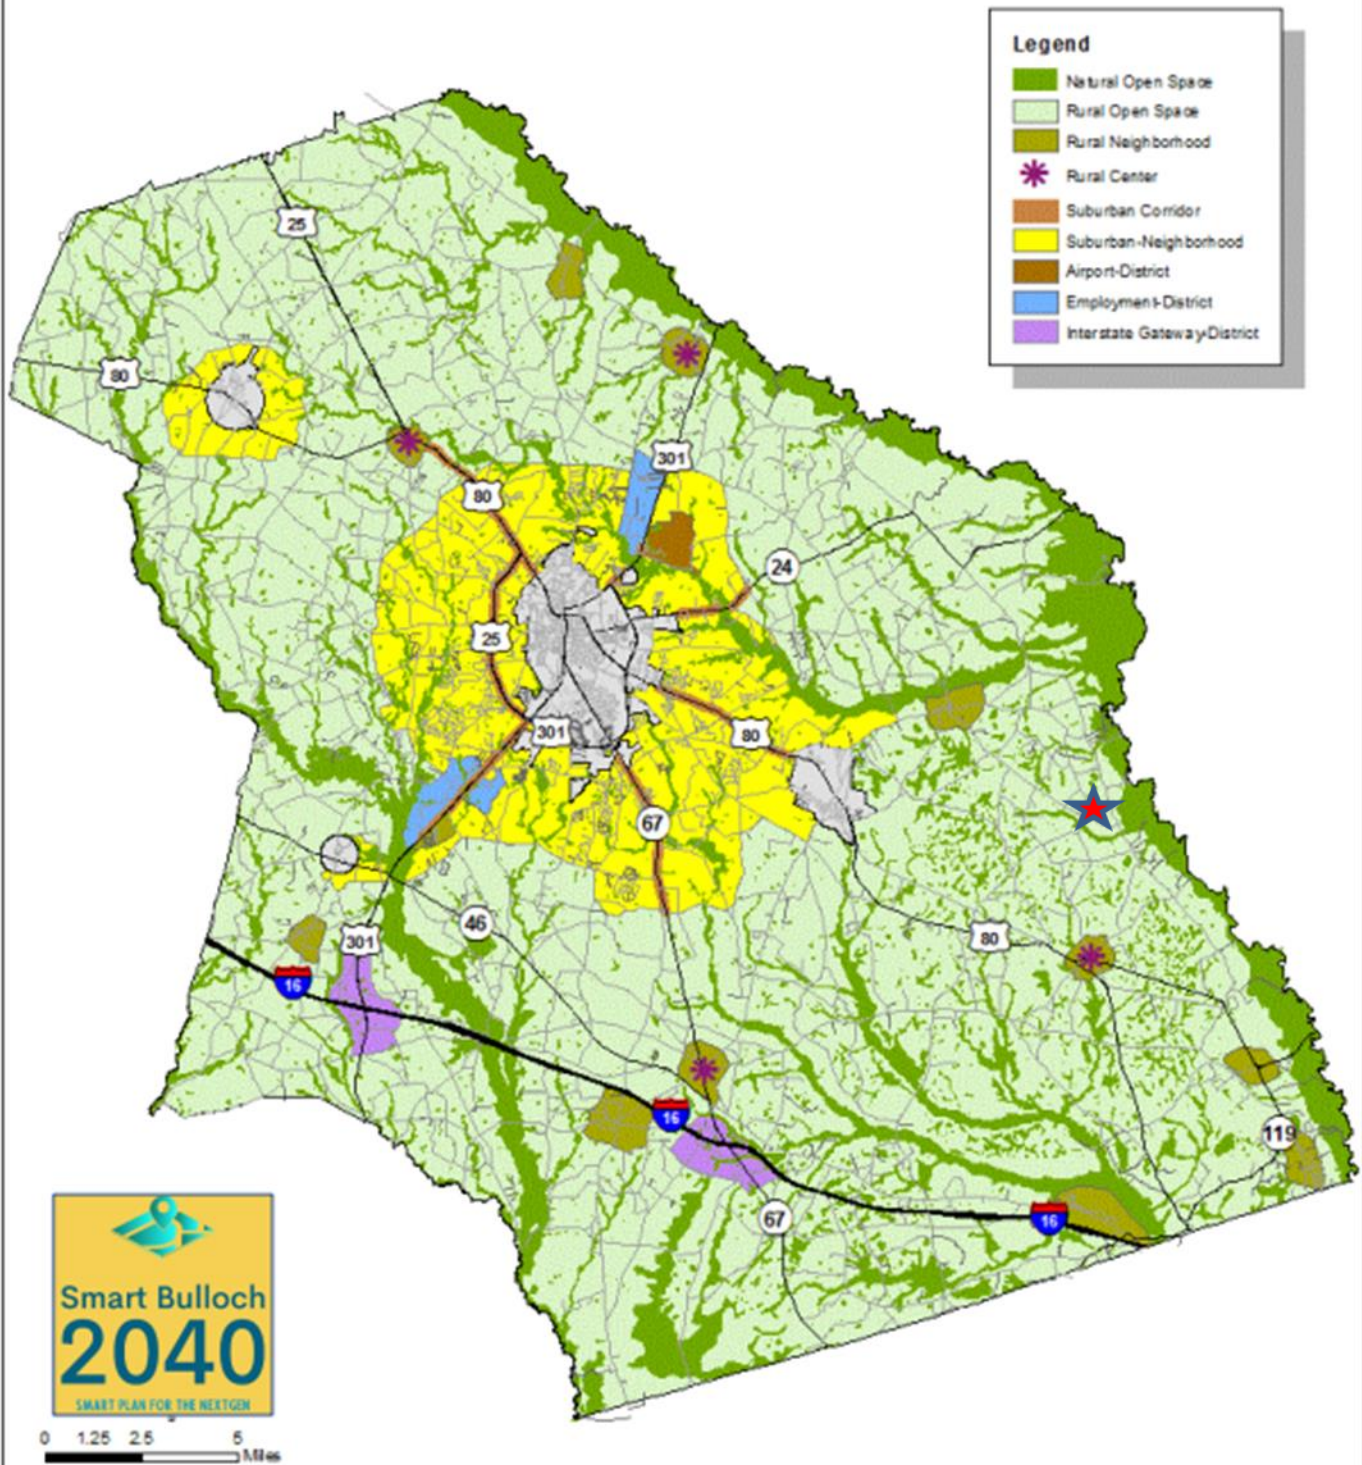 Legend
Natural Open Space
Rural Open Space
Rural Neighborhood
Rural Center
Suburban Corridor
Suburban-Neighborhood
Airport-District
Employment-District
Interstate Gateway-District
25
80
301
80
24
25
301
80
67
46
80
301
16
16
119
67
16
Smart Bulloch
2040
SMART PLAN FOR THE NEXTGEN
0 1.25 2.5 5
Miles